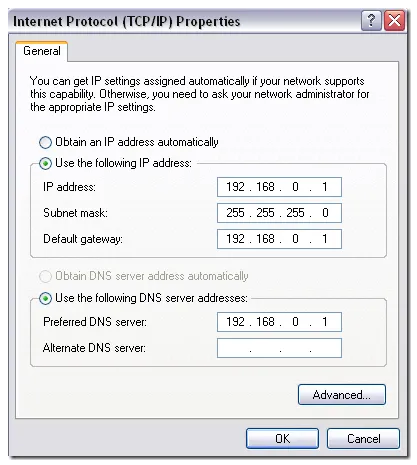 Internet Protocol (TCP/IP) Properties
General
You can get IP settings assigned automatically if your network supports
this capability. Otherwise, you need to ask your network administrator for
the appropriate IP settings.
Obtain an IP address automatically
Use the following IP address:
IP address: 192 . 168 . 0 . 1
Subnet mask: 255 . 255 . 255 . 0
Default gateway: 192 . 168 . 0 . 1
Obtain DNS server address automatically
Use the following DNS server addresses:
Preferred DNS server: 192 . 168 . 0 . 1
Alternate DNS server: . . .
Advanced...
OK Cancel